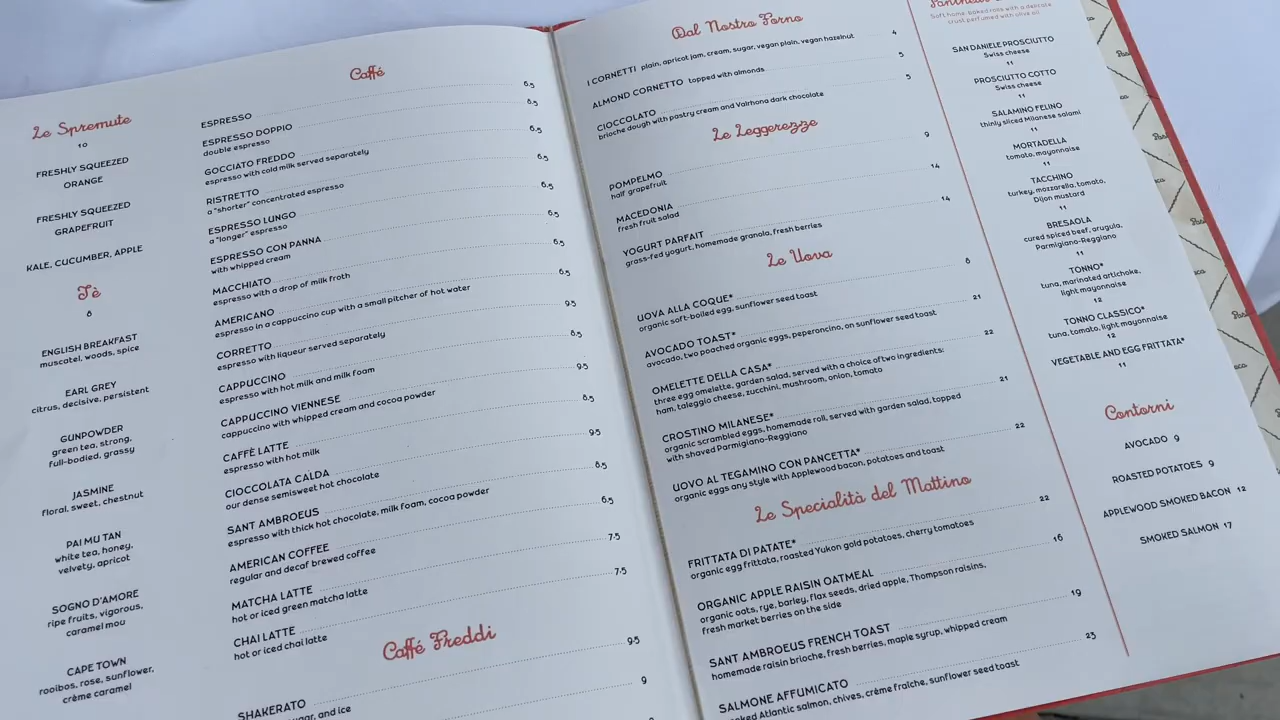 Le Spremute
10
FRESHLY SQUEEZED
ORANGE
FRESHLY SQUEEZED
GRAPEFRUIT
KALE, CUCUMBER, APPLE
Tè
6
ENGLISH BREAKFAST
muscatel, woods, spice
EARL GREY
citrus, decisive, persistent
GUNPOWDER
green tea, strong,
full-bodied, grassy
JASMINE
floral, sweet, chestnut
PAI MU TAN
white tea, honey,
velvety, apricot
SOGNO D'AMORE
ripe fruits, vigorous,
caramel mou
CAPE TOWN
rooibos, rose, sunflower,
crème caramel
Caffé
ESPRESSO 6.5
ESPRESSO DOPPIO 6.5
double espresso
GOCCIATO FREDDO 6.5
espresso with cold milk served separately
RISTRETTO 6.5
a "shorter" concentrated espresso
ESPRESSO LUNGO 6.5
a "longer" espresso
ESPRESSO CON PANNA 6.5
with whipped cream
MACCHIATO 6.5
espresso with a drop of milk froth
AMERICANO 6.5
espresso in a cappuccino cup with a small pitcher of hot water
CORRETTO 9.5
espresso with liqueur served separately
CAPPUCCINO 8.5
espresso with hot milk and milk foam
CAPPUCCINO VIENNESE 9.5
cappuccino with whipped cream and cocoa powder
CAFFÈ LATTE 8.5
espresso with hot milk
CIOCCOLATA CALDA 9.5
our dense semisweet hot chocolate
SANT AMBROEUS 8.5
espresso with thick hot chocolate, milk foam, cocoa powder
AMERICAN COFFEE 6.5
regular and decaf brewed coffee
MATCHA LATTE 7.5
hot or iced green matcha latte
CHAI LATTE 7.5
hot or iced chai latte
Caffé Freddi
SHAKERATO 9.5
sugar, and ice
9
Dal Nostro Forno
I CORNETTI plain, apricot jam, cream, sugar, vegan plain, vegan hazelnut 4
ALMOND CORNETTO topped with almonds 5
CIOCCOLATO 5
brioche dough with pastry cream and Valrhona dark chocolate
Le Leggerezze
POMPELMO 9
half grapefruit
MACEDONIA 14
fresh fruit salad
YOGURT PARFAIT 14
grass-fed yogurt, homemade granola, fresh berries
Le Uova
UOVA ALLA COQUE* 8
organic soft-boiled egg, sunflower seed toast
AVOCADO TOAST* 21
avocado, two poached organic eggs, peperoncino, on sunflower seed toast
OMELETTE DELLA CASA* 22
three egg omelette, garden salad, served with a choice of two ingredients:
ham, taleggio cheese, zucchini, mushroom, onion, tomato
CROSTINO MILANESE* 21
organic scrambled eggs, homemade roll, served with garden salad, topped
with shaved Parmigiano-Reggiano
UOVO AL TEGAMINO CON PANCETTA* 22
organic eggs any style with Applewood bacon, potatoes and toast
Le Specialità del Mattino
FRITTATA DI PATATE* 22
organic egg frittata, roasted Yukon gold potatoes, cherry tomatoes
ORGANIC APPLE RAISIN OATMEAL 16
organic oats, rye, barley, flax seeds, dried apple, Thompson raisins,
fresh market berries on the side
SANT AMBROEUS FRENCH TOAST 19
homemade raisin brioche, fresh berries, maple syrup, whipped cream
SALMONE AFFUMICATO 23
smoked Atlantic salmon, chives, crème fraîche, sunflower seed toast
Soft home baked rolls with a delicate
crust perfumed with olive oil
SAN DANIELE PROSCIUTTO
Swiss cheese
11
PROSCIUTTO COTTO
Swiss cheese
11
SALAMINO FELINO
thinly sliced Milanese salami
11
MORTADELLA
tomato, mayonnaise
11
TACCHINO
turkey, mozzarella, tomato,
Dijon mustard
11
BRESAOLA
cured spiced beef, arugula,
Parmigiano-Reggiano
11
TONNO*
tuna, marinated artichoke,
light mayonnaise
12
TONNO CLASSICO*
tuna, tomato, light mayonnaise
12
VEGETABLE AND EGG FRITTATA*
11
Contorni
AVOCADO 9
ROASTED POTATOES 9
APPLEWOOD SMOKED BACON 12
SMOKED SALMON 17